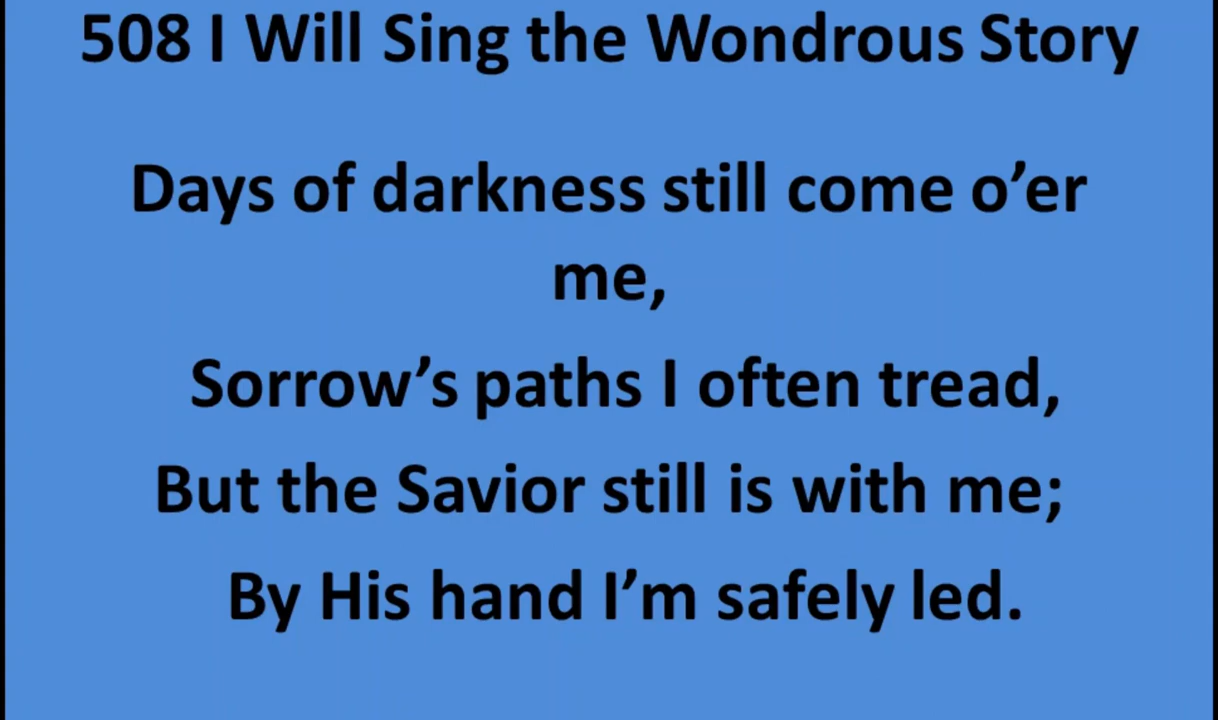 508 I Will Sing the Wondrous Story
Days of darkness still come o’er
me,
Sorrow’s paths I often tread,
But the Savior still is with me;
By His hand I’m safely led.